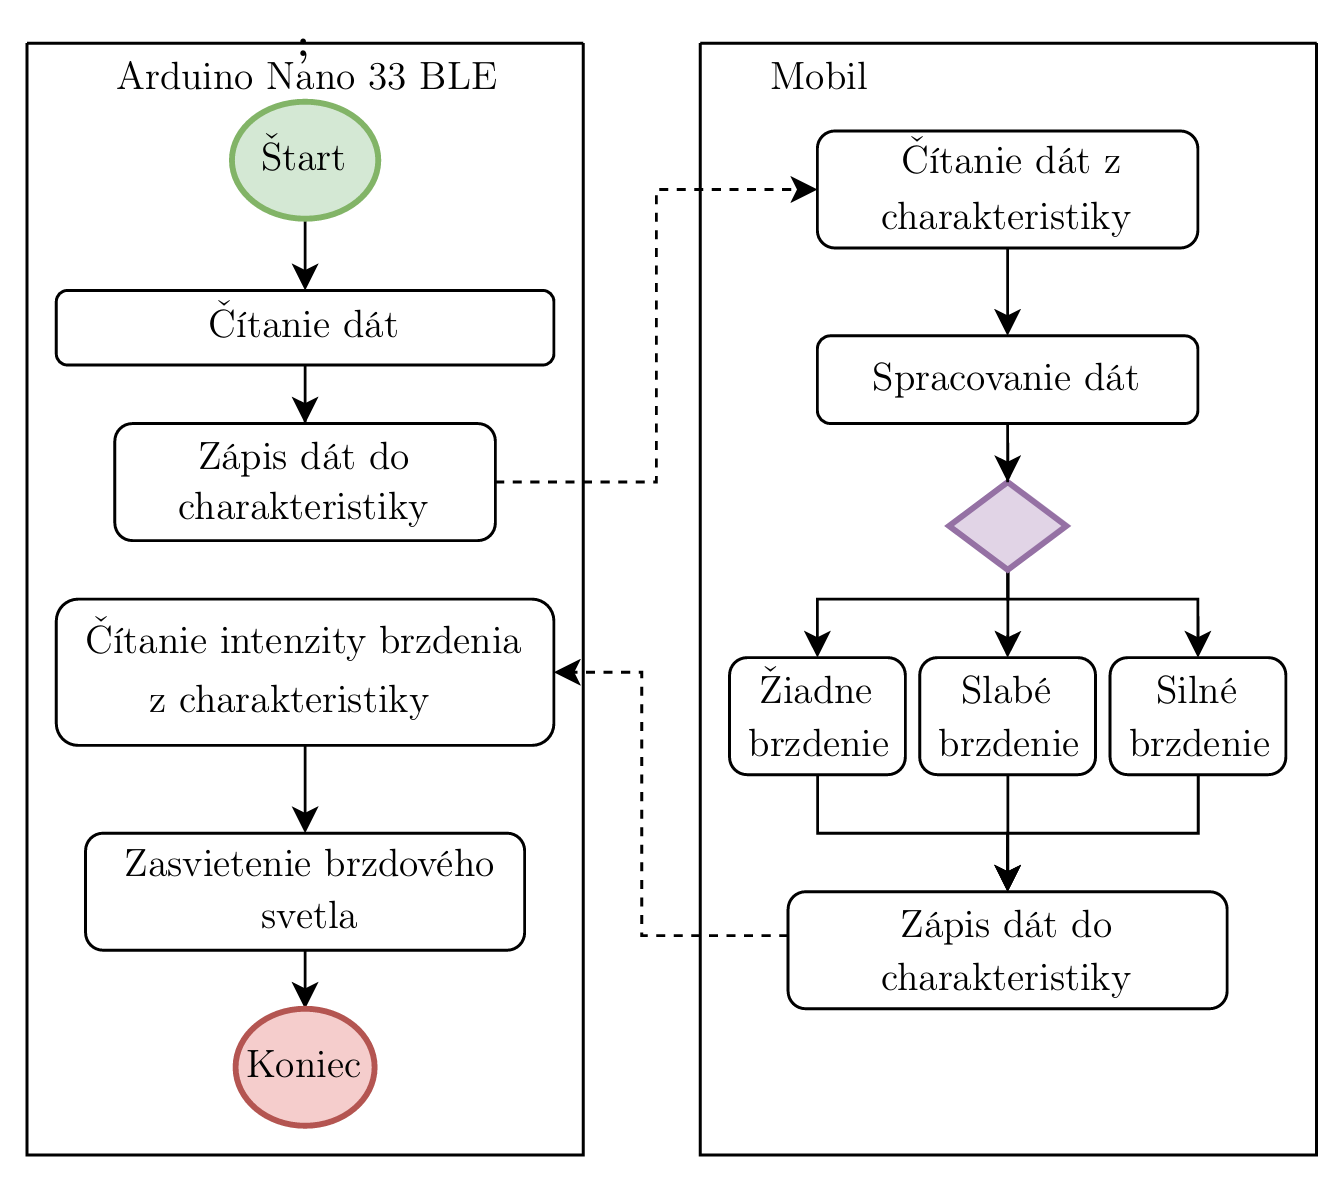 ;
Arduino Nano 33 BLE
Štart
Čítanie dát
Zápis dát do
charakteristiky
Čítanie intenzity brzdenia
z charakteristiky
Zasvietenie brzdového
svetla
Koniec
Mobil
Čítanie dát z
charakteristiky
Spracovanie dát
Žiadne
brzdenie
Slabé
brzdenie
Silné
brzdenie
Zápis dát do
charakteristiky